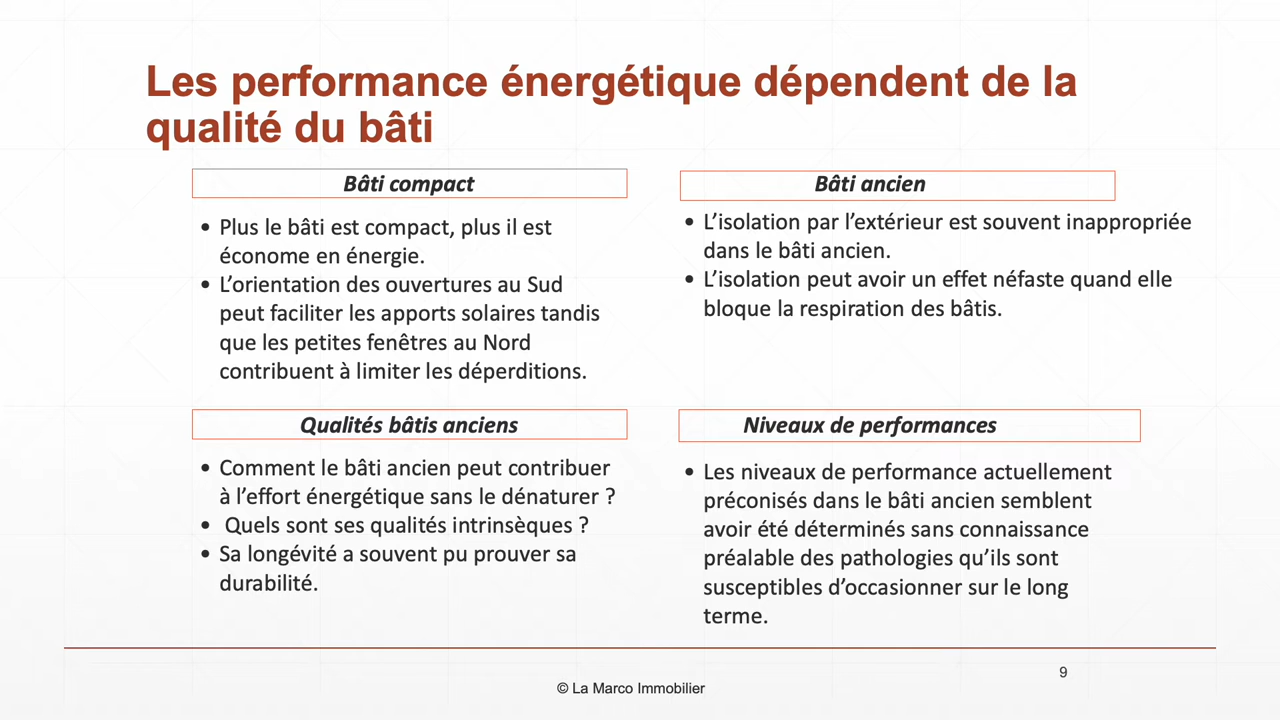 Les performance énergétique dépendent de la
qualité du bâti
Bâti compact
• Plus le bâti est compact, plus il est
économe en énergie.
• L’orientation des ouvertures au Sud
peut faciliter les apports solaires tandis
que les petites fenêtres au Nord
contribuent à limiter les déperditions.
Bâti ancien
• L’isolation par l’extérieur est souvent inappropriée
dans le bâti ancien.
• L’isolation peut avoir un effet néfaste quand elle
bloque la respiration des bâtis.
Qualités bâtis anciens
• Comment le bâti ancien peut contribuer
à l’effort énergétique sans le dénaturer ?
• Quels sont ses qualités intrinsèques ?
• Sa longévité a souvent pu prouver sa
durabilité.
Niveaux de performances
• Les niveaux de performance actuellement
préconisés dans le bâti ancien semblent
avoir été déterminés sans connaissance
préalable des pathologies qu’ils sont
susceptibles d’occasionner sur le long
terme.
9
© La Marco Immobilier